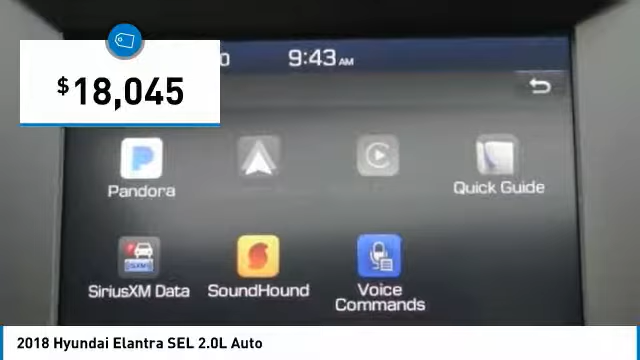 $18,045
0
9:43 AM
Pandora
Quick Guide
SiriusXM Data
SoundHound
Voice
Commands
2018 Hyundai Elantra SEL 2.0L Auto